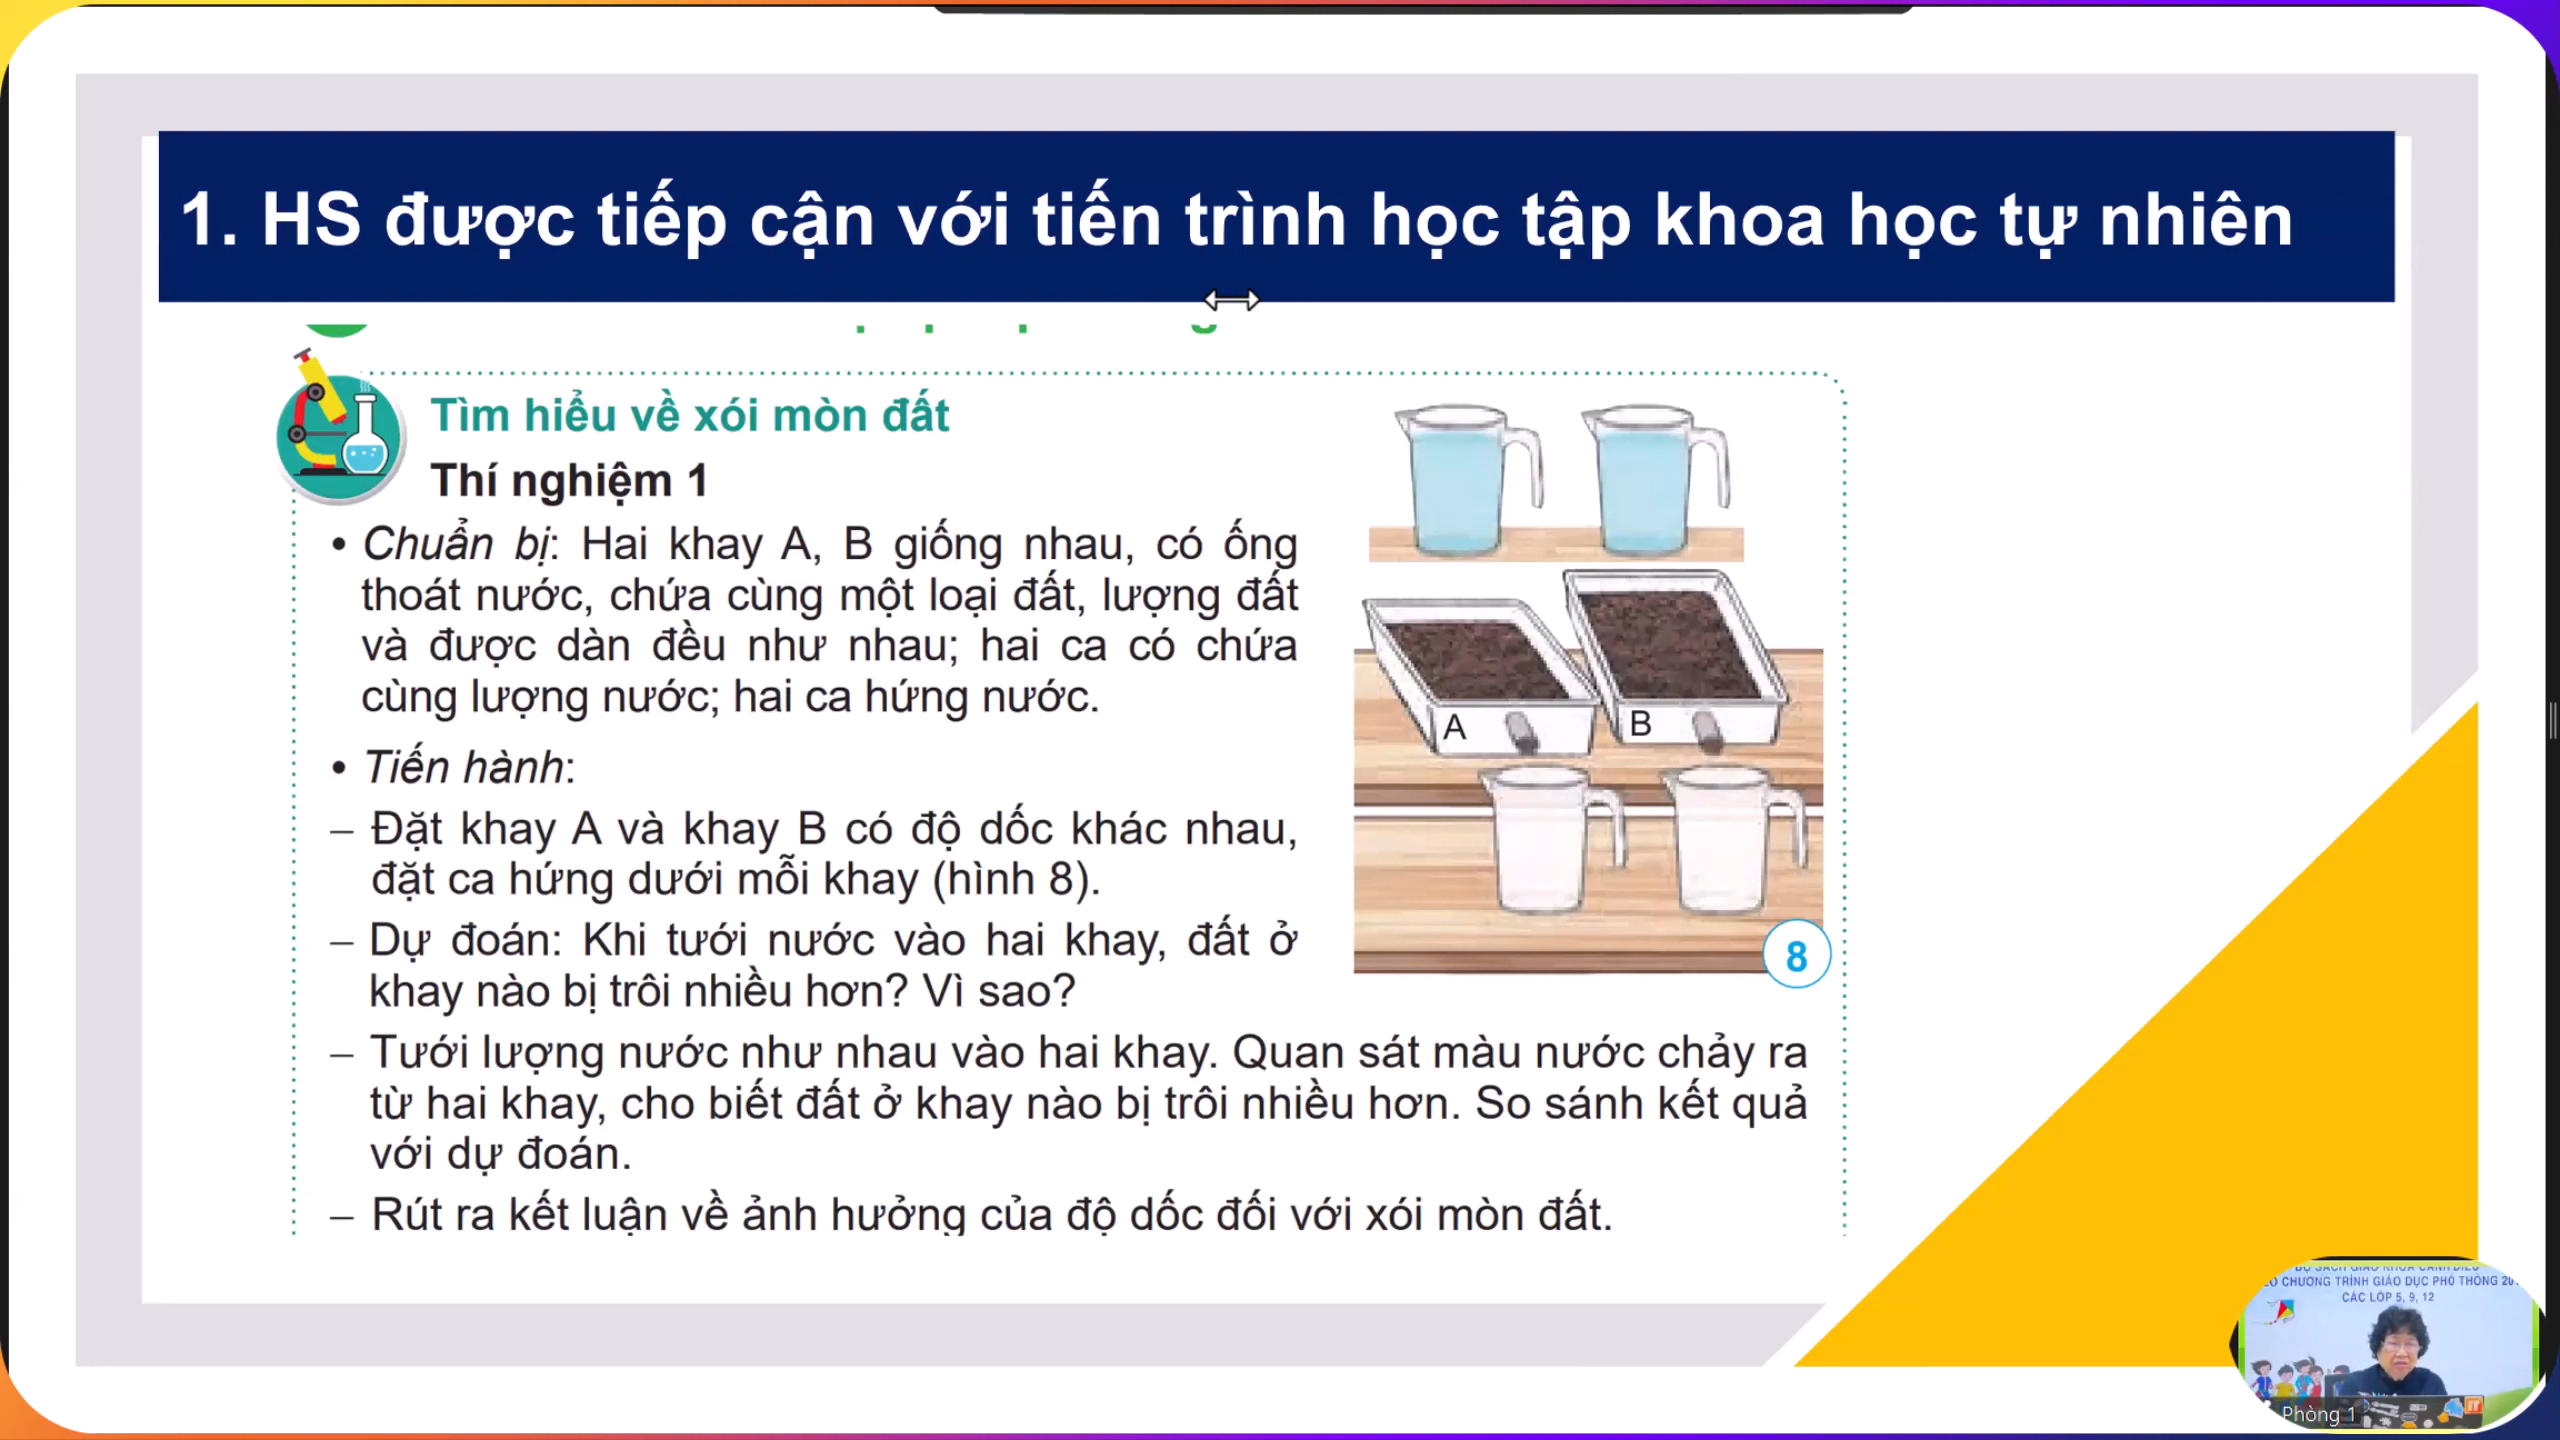 1. HS được tiếp cận với tiến trình học tập khoa học tự nhiên
Tìm hiểu về xói mòn đất
Thí nghiệm 1
• Chuẩn bị: Hai khay A, B giống nhau, có ống
thoát nước, chứa cùng một loại đất, lượng đất
và được dàn đều như nhau; hai ca có chứa
cùng lượng nước; hai ca hứng nước.
• Tiến hành:
– Đặt khay A và khay B có độ dốc khác nhau,
đặt ca hứng dưới mỗi khay (hình 8).
– Dự đoán: Khi tưới nước vào hai khay, đất ở
khay nào bị trôi nhiều hơn? Vì sao?
– Tưới lượng nước như nhau vào hai khay. Quan sát màu nước chảy ra
từ hai khay, cho biết đất ở khay nào bị trôi nhiều hơn. So sánh kết quả
với dự đoán.
– Rút ra kết luận về ảnh hưởng của độ dốc đối với xói mòn đất.
A
B
8
BỘ SÁCH GIÁO KHOA CÁNH DIỀU
CHƯƠNG TRÌNH GIÁO DỤC PHỔ THÔNG
CÁC LỚP 5, 9, 12
Phòng 1